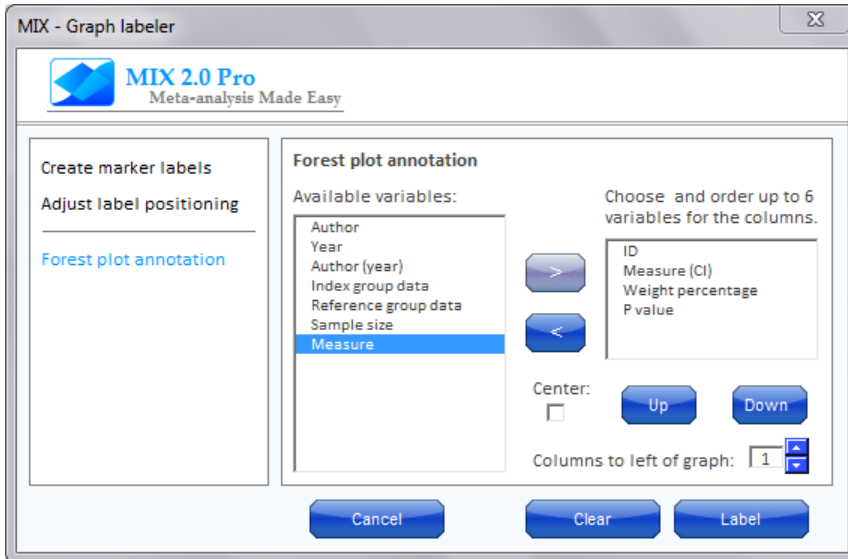 MIX - Graph labeler
MIX 2.0 Pro
Meta-analysis Made Easy
Create marker labels
Adjust label positioning
Forest plot annotation
Forest plot annotation
Available variables:
Author
Year
Author (year)
Index group data
Reference group data
Sample size
Measure
>
<
Choose and order up to 6
variables for the columns.
ID
Measure (CI)
Weight percentage
P value
Center:
Up
Down
Columns to left of graph: 1
Cancel
Clear
Label